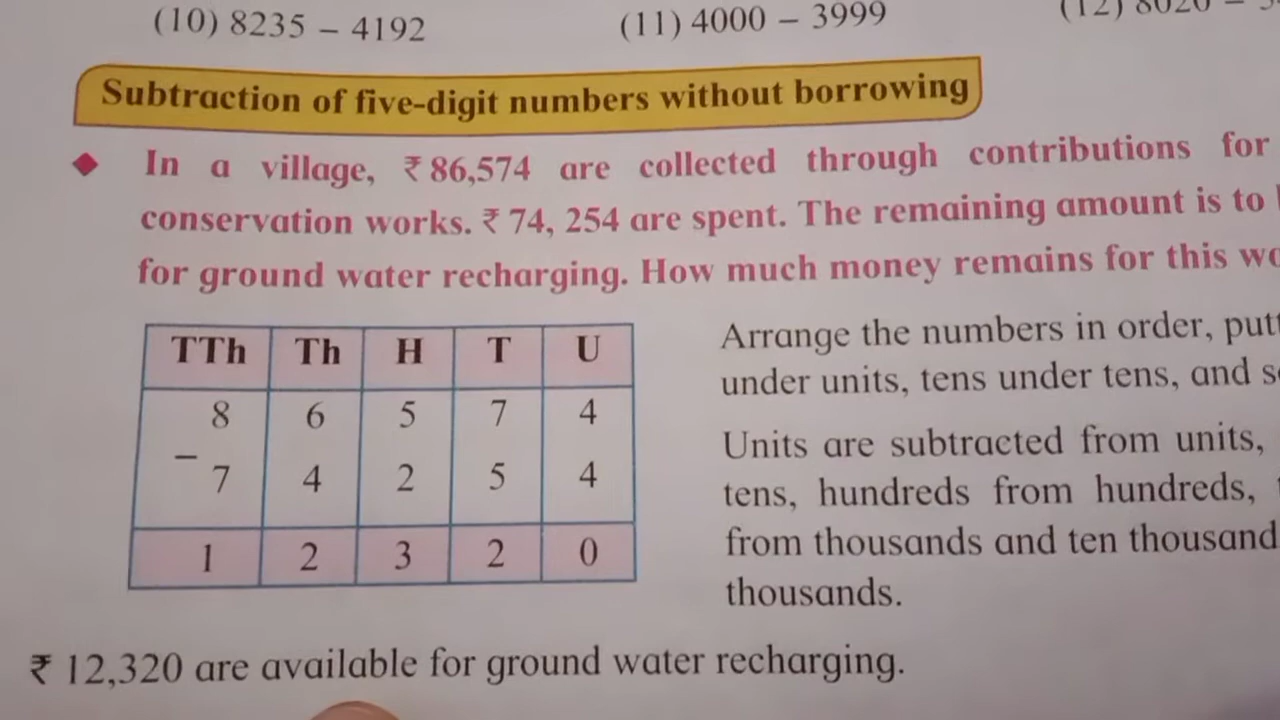 (10) 8235 – 4192 (11) 4000 – 3999 (12) 8020 –
Subtraction of five-digit numbers without borrowing
◆ In a village, ₹ 86,574 are collected through contributions for
conservation works. ₹ 74, 254 are spent. The remaining amount is to
for ground water recharging. How much money remains for this
TTh Th H T U
8 6 5 7 4
– 7 4 2 5 4
1 2 3 2 0
Arrange the numbers in order,
under units, tens under tens, and
Units are subtracted from units,
tens, hundreds from hundreds,
from thousands and ten thousand
thousands.
₹ 12,320 are available for ground water recharging.